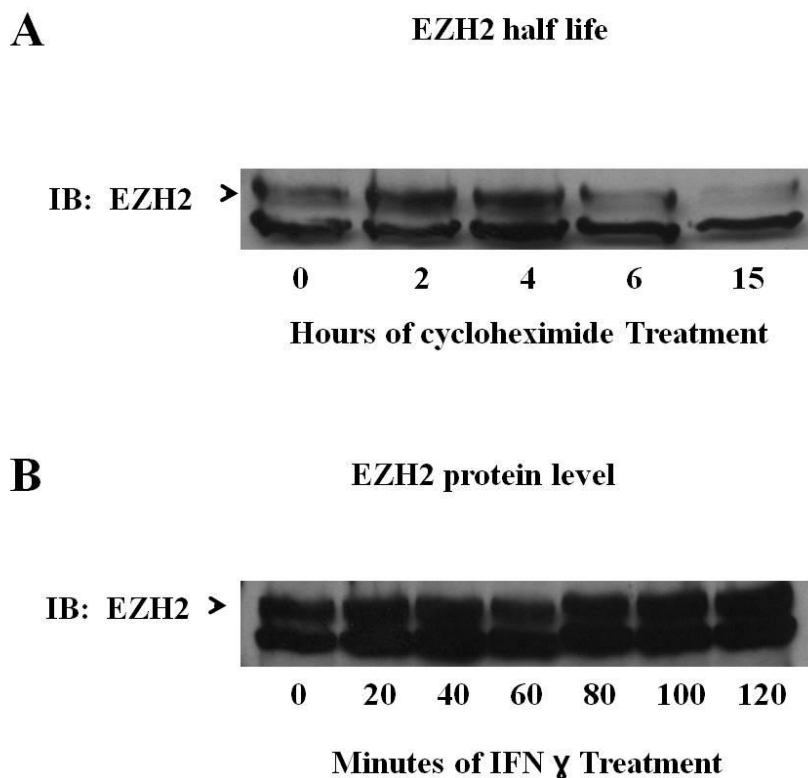 A
EZH2 half life
IB: EZH2 >
0 2 4 6 15
Hours of cycloheximide Treatment
B
EZH2 protein level
IB: EZH2 >
0 20 40 60 80 100 120
Minutes of IFN ɣ Treatment